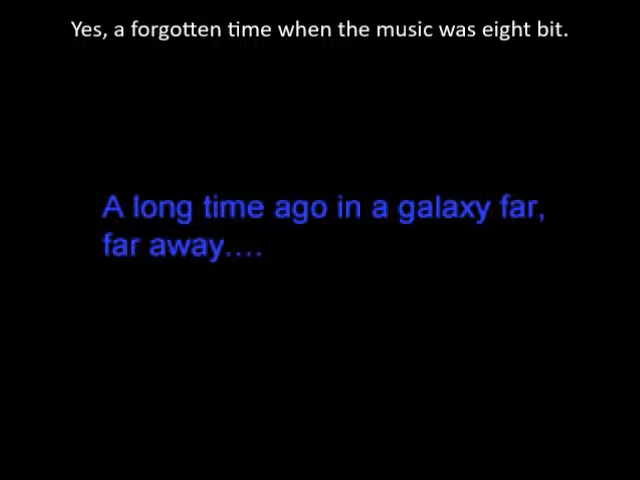 Yes, a forgotten time when the music was eight bit.
A long time ago in a galaxy far,
far away....